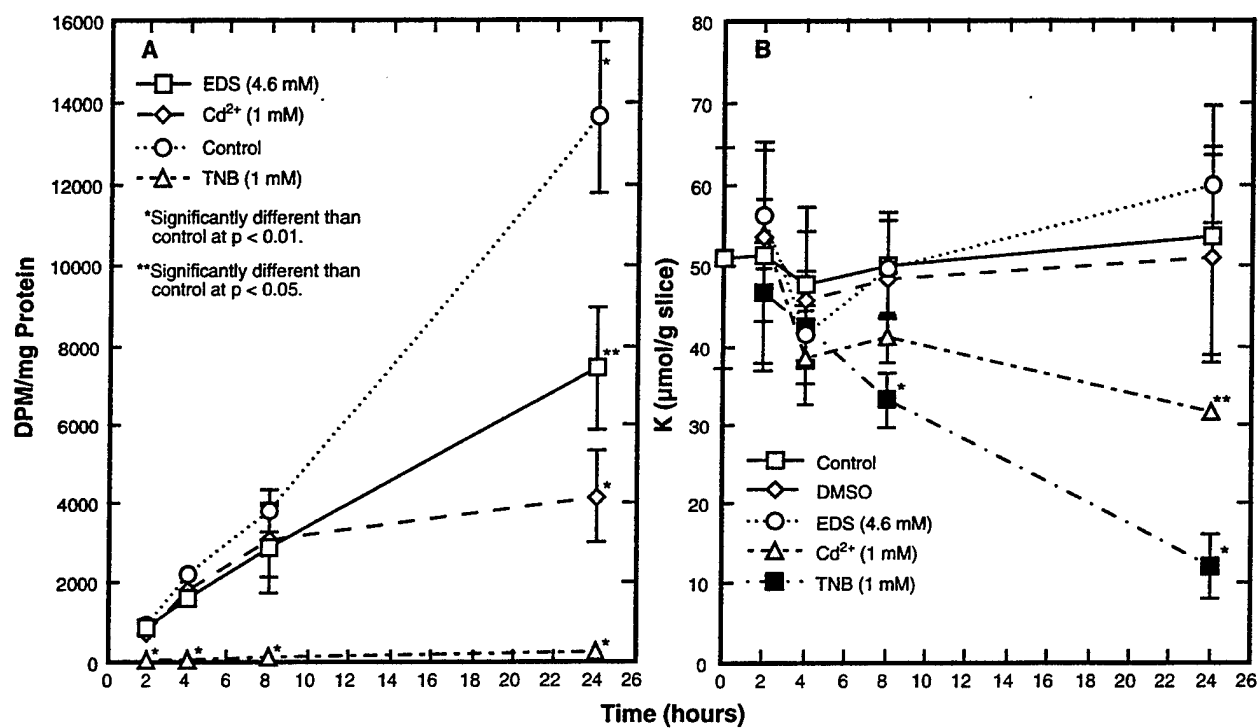 A
EDS (4.6 mM)
Cd²⁺ (1 mM)
Control
TNB (1 mM)
*Significantly different than
control at p < 0.01.
**Significantly different than
control at p < 0.05.
DPM/mg Protein
16000
14000
12000
10000
8000
6000
4000
2000
0
0 2 4 6 8 10 12 14 16 18 20 22 24 26
*
**
*
* * * *
B
K (μmol/g slice)
80
70
60
50
40
30
20
10
0
0 2 4 6 8 10 12 14 16 18 20 22 24 26
*
**
*
Control
DMSO
EDS (4.6 mM)
Cd²⁺ (1 mM)
TNB (1 mM)
Time (hours)